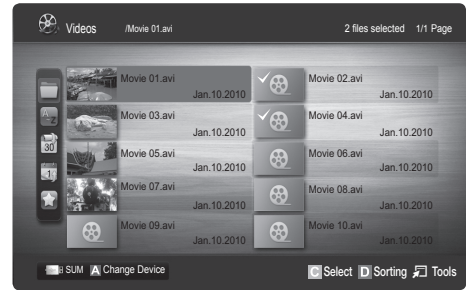 Videos /Movie 01.avi 2 files selected 1/1 Page
Movie 01.avi
Jan.10.2010
Movie 02.avi
Jan.10.2010
Movie 03.avi
Jan.10.2010
Movie 04.avi
Jan.10.2010
Movie 05.avi
Jan.10.2010
Movie 06.avi
Jan.10.2010
Movie 07.avi
Jan.10.2010
Movie 08.avi
Jan.10.2010
Movie 09.avi
Jan.10.2010
Movie 10.avi
Jan.10.2010
30
1
SUM A Change Device C Select D Sorting Tools